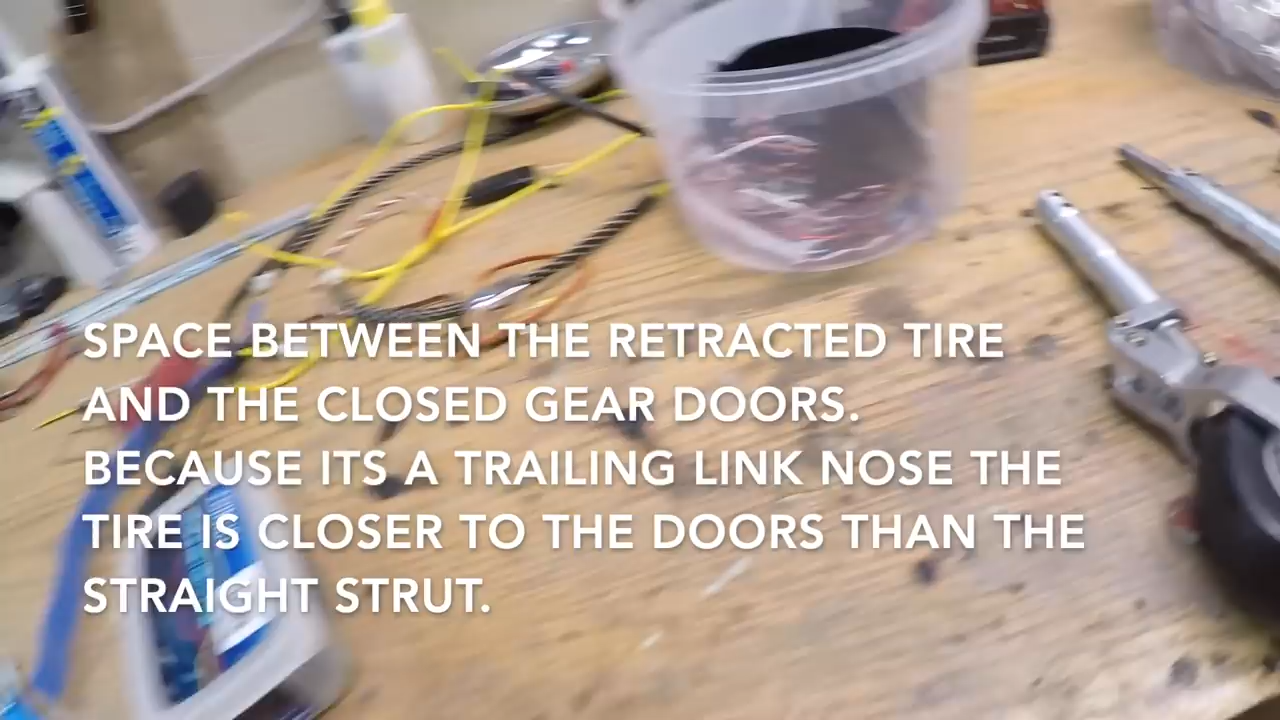 SPACE BETWEEN THE RETRACTED TIRE
AND THE CLOSED GEAR DOORS.
BECAUSE ITS A TRAILING LINK NOSE THE
TIRE IS CLOSER TO THE DOORS THAN THE
STRAIGHT STRUT.